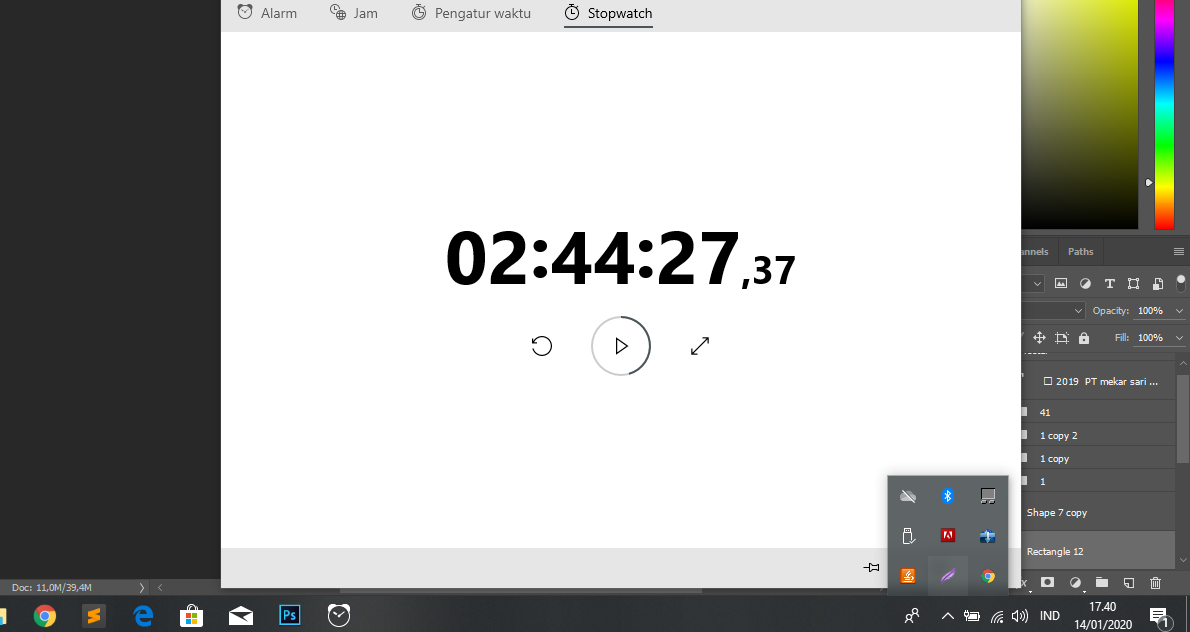 Alarm
Jam
Pengatur waktu
Stopwatch
02:44:27,37
Paths
Opacity: 100%
Fill: 100%
2019 PT mekar sari ...
41
1 copy 2
1 copy
1
Shape 7 copy
Rectangle 12
Doc: 11,0M/39,4M
Ps
IND
17.40
14/01/2020
1